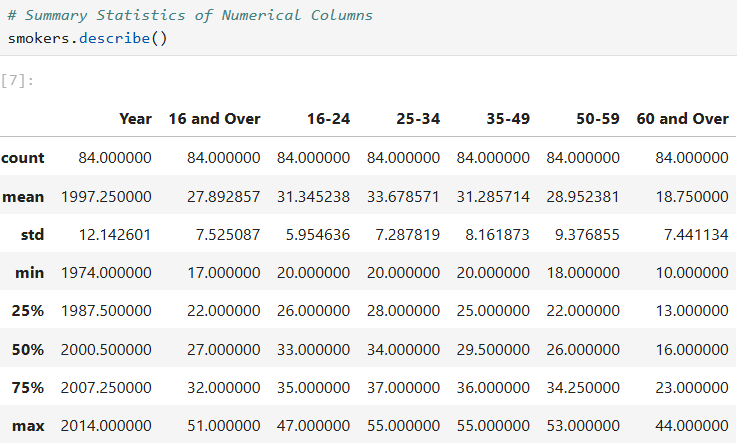 # Summary Statistics of Numerical Columns
smokers.describe()
[7]:
Year 16 and Over 16-24 25-34 35-49 50-59 60 and Over
count 84.000000 84.000000 84.000000 84.000000 84.000000 84.000000 84.000000
mean 1997.250000 27.892857 31.345238 33.678571 31.285714 28.952381 18.750000
std 12.142601 7.525087 5.954636 7.287819 8.161873 9.376855 7.441134
min 1974.000000 17.000000 20.000000 20.000000 20.000000 18.000000 10.000000
25% 1987.500000 22.000000 26.000000 28.000000 25.000000 22.000000 13.000000
50% 2000.500000 27.000000 33.000000 34.000000 29.500000 26.000000 16.000000
75% 2007.250000 32.000000 35.000000 37.000000 36.000000 34.250000 23.000000
max 2014.000000 51.000000 47.000000 55.000000 55.000000 53.000000 44.000000